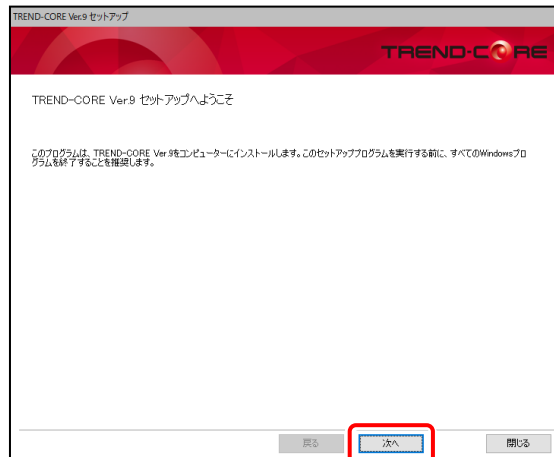 TREND-CORE Ver.9 セットアップ
TREND-CORE
TREND-CORE Ver.9 セットアップへようこそ
このプログラムは、TREND-CORE Ver.9をコンピューターにインストールします。このセットアッププログラムを実行する前に、すべてのWindowsプロ
グラムを終了することを推奨します。
戻る
次へ
閉じる